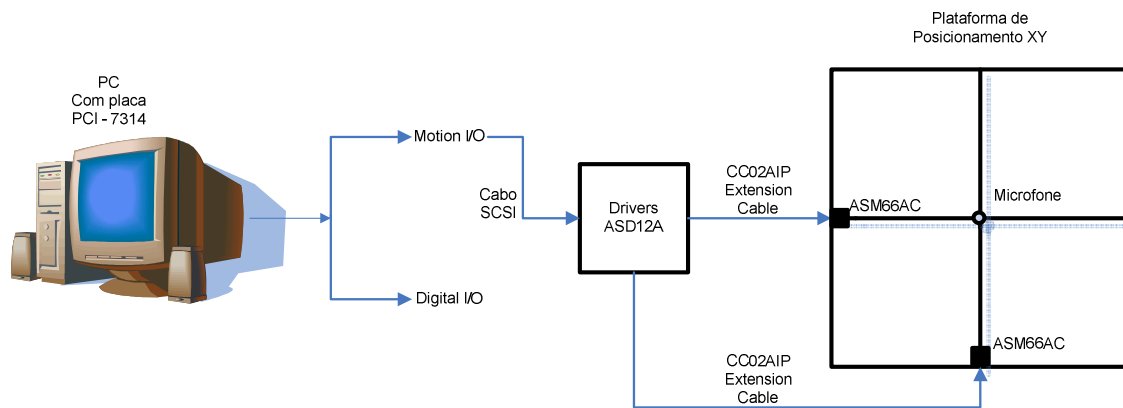 Plataforma de
Posicionamento XY
PC
Com placa
PCI - 7314
Motion I/O
Cabo
SCSI
Digital I/O
Drivers
ASD12A
CC02AIP
Extension
Cable
ASM66AC
Microfone
ASM66AC
CC02AIP
Extension
Cable